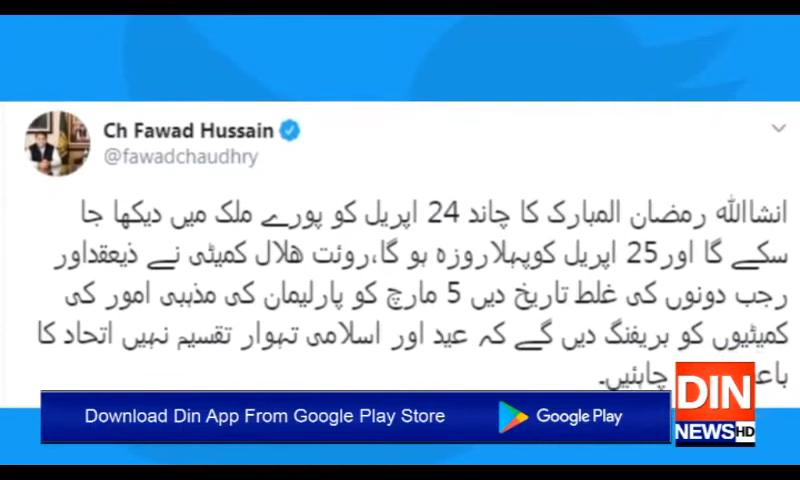 Ch Fawad Hussain
@fawadchaudhry
انشااللہ رمضان المبارک کا چاند 24 اپریل کو پورے ملک میں دیکھا جا
سکے گا اور25 اپریل کوپہلاروزہ ہو گا،روئت ھلال کمیٹی نے ذیعقداور
رجب دونوں کی غلط تاریخ دیں 5 مارچ کو پارلیمان کی مذہبی امور کی
کمیٹیوں کو بریفنگ دیں گے کہ عید اور اسلامی تہوار تقسیم نہیں اتحاد کا
چاہئیں۔
Download Din App From Google Play Store
Google Play
DIN
NEWS HD